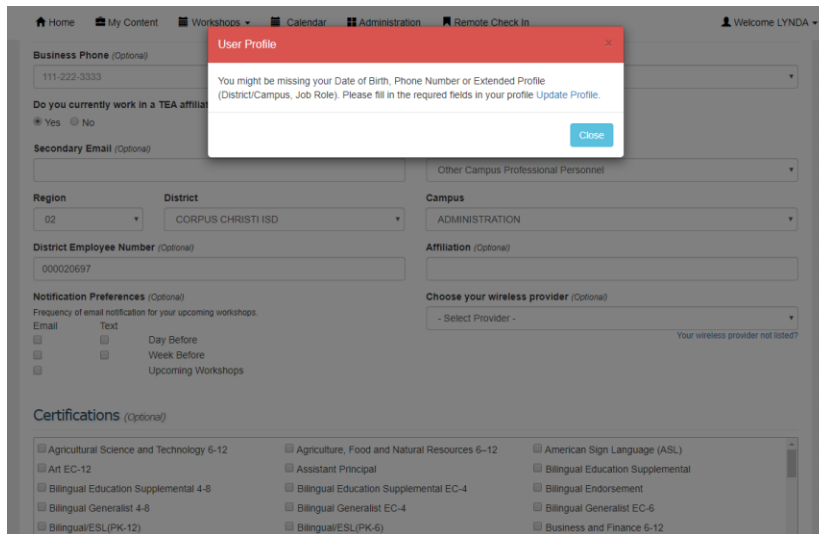 Home My Content Workshops Calendar Administration Remote Check In Welcome LYNDA
User Profile ×
You might be missing your Date of Birth, Phone Number or Extended Profile
(District/Campus, Job Role). Please fill in the requred fields in your profile Update Profile.
Close
Business Phone (Optional)
111-222-3333
Do you currently work in a TEA affiliat
Yes No
Secondary Email (Optional)
Other Campus Professional Personnel
Region District Campus
02 CORPUS CHRISTI ISD ADMINISTRATION
District Employee Number (Optional) Affiliation (Optional)
000020697
Notification Preferences (Optional) Choose your wireless provider (Optional)
Frequency of email notification for your upcoming workshops.
- Select Provider -
Email Text
Your wireless provider not listed?
Day Before
Week Before
Upcoming Workshops
Certifications (Optional)
Agricultural Science and Technology 6-12 Agriculture, Food and Natural Resources 6–12 American Sign Language (ASL)
Art EC-12 Assistant Principal Bilingual Education Supplemental
Bilingual Education Supplemental 4-8 Bilingual Education Supplemental EC-4 Bilingual Endorsement
Bilingual Generalist 4-8 Bilingual Generalist EC-4 Bilingual Generalist EC-6
Bilingual/ESL(PK-12) Bilingual/ESL(PK-6) Business and Finance 6-12